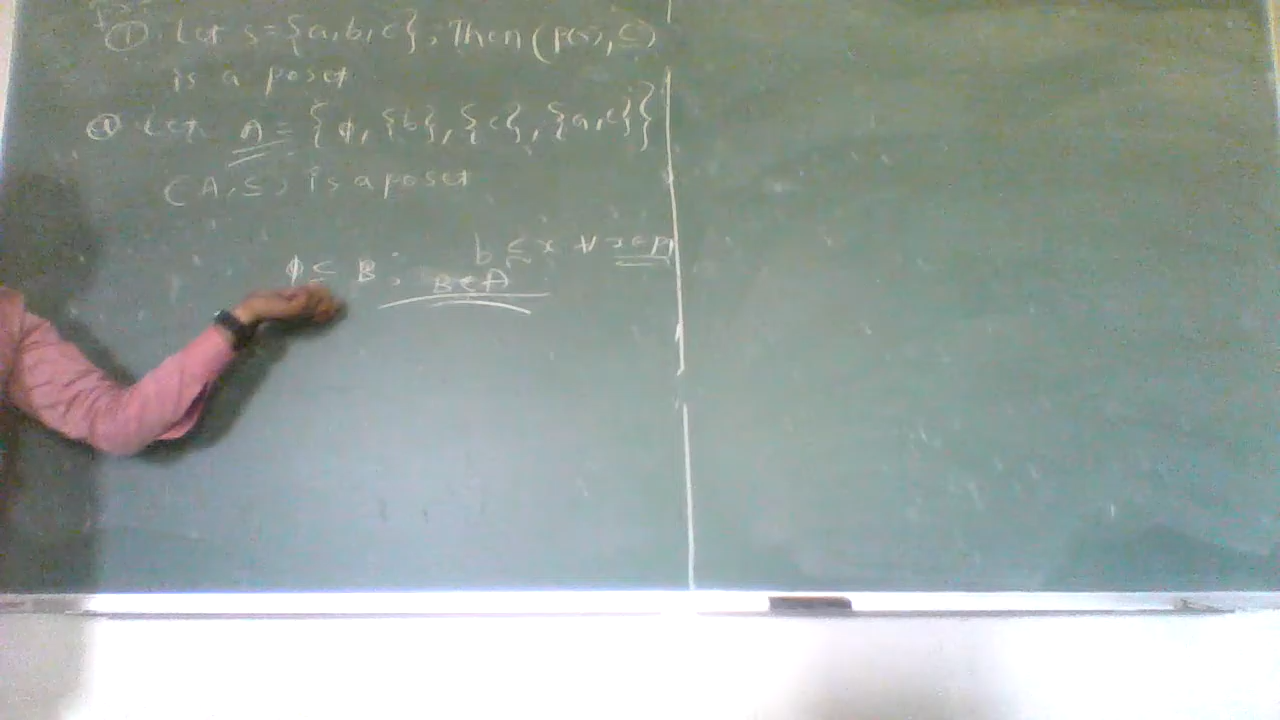 ① Let s = {a, b, c}, Then (p(s), ⊆)
is a poset
② Let A = {ϕ, {b}, {c}, {a, c}}
(A, ⊆) is a poset
b ≤ x ∀ x ∈ p
ϕ ⊆ B ; B ∈ A